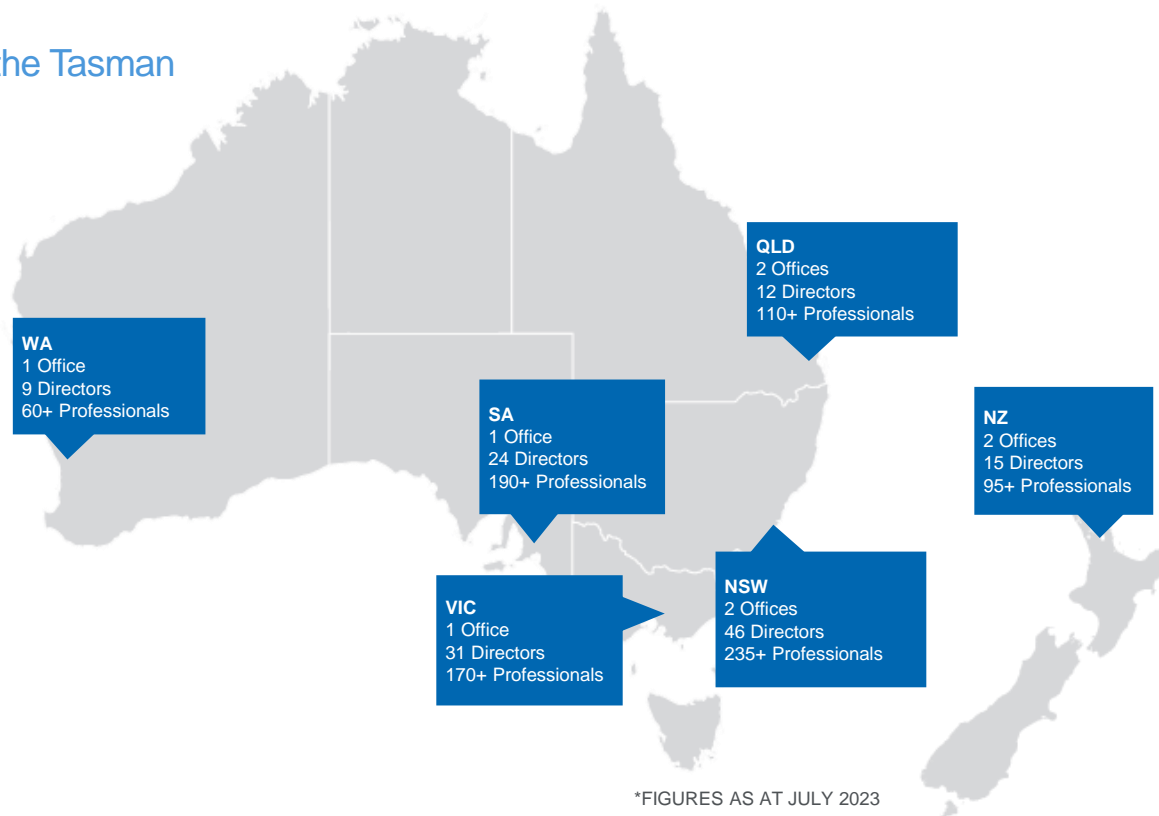 the Tasman
QLD
2 Offices
12 Directors
110+ Professionals
WA
1 Office
9 Directors
60+ Professionals
SA
1 Office
24 Directors
190+ Professionals
NZ
2 Offices
15 Directors
95+ Professionals
VIC
1 Office
31 Directors
170+ Professionals
NSW
2 Offices
46 Directors
235+ Professionals
*FIGURES AS AT JULY 2023